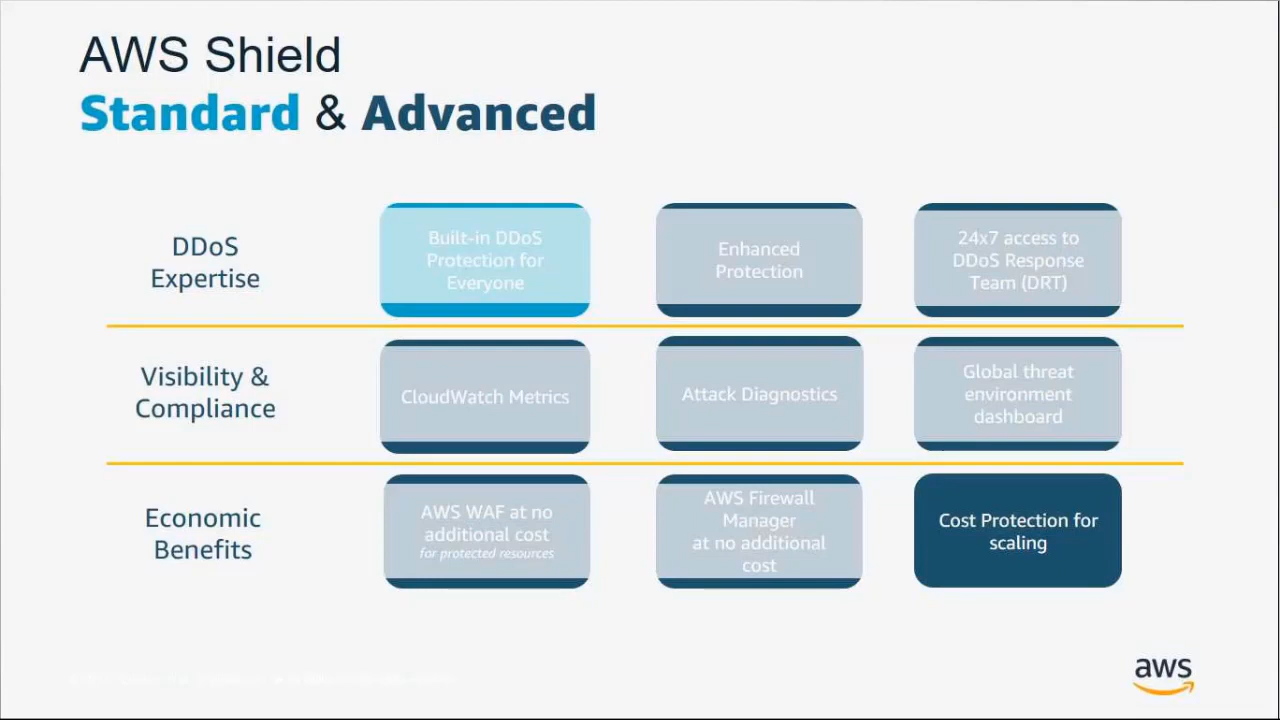 AWS Shield
Standard & Advanced
DDoS
Expertise
Built-in DDoS
Protection for
Everyone
Enhanced
Protection
24x7 access to
DDoS Response
Team (DRT)
Visibility &
Compliance
CloudWatch Metrics
Attack Diagnostics
Global threat
environment
dashboard
Economic
Benefits
AWS WAF at no
additional cost
for protected resources
AWS Firewall
Manager
at no additional
cost
Cost Protection for
scaling
aws